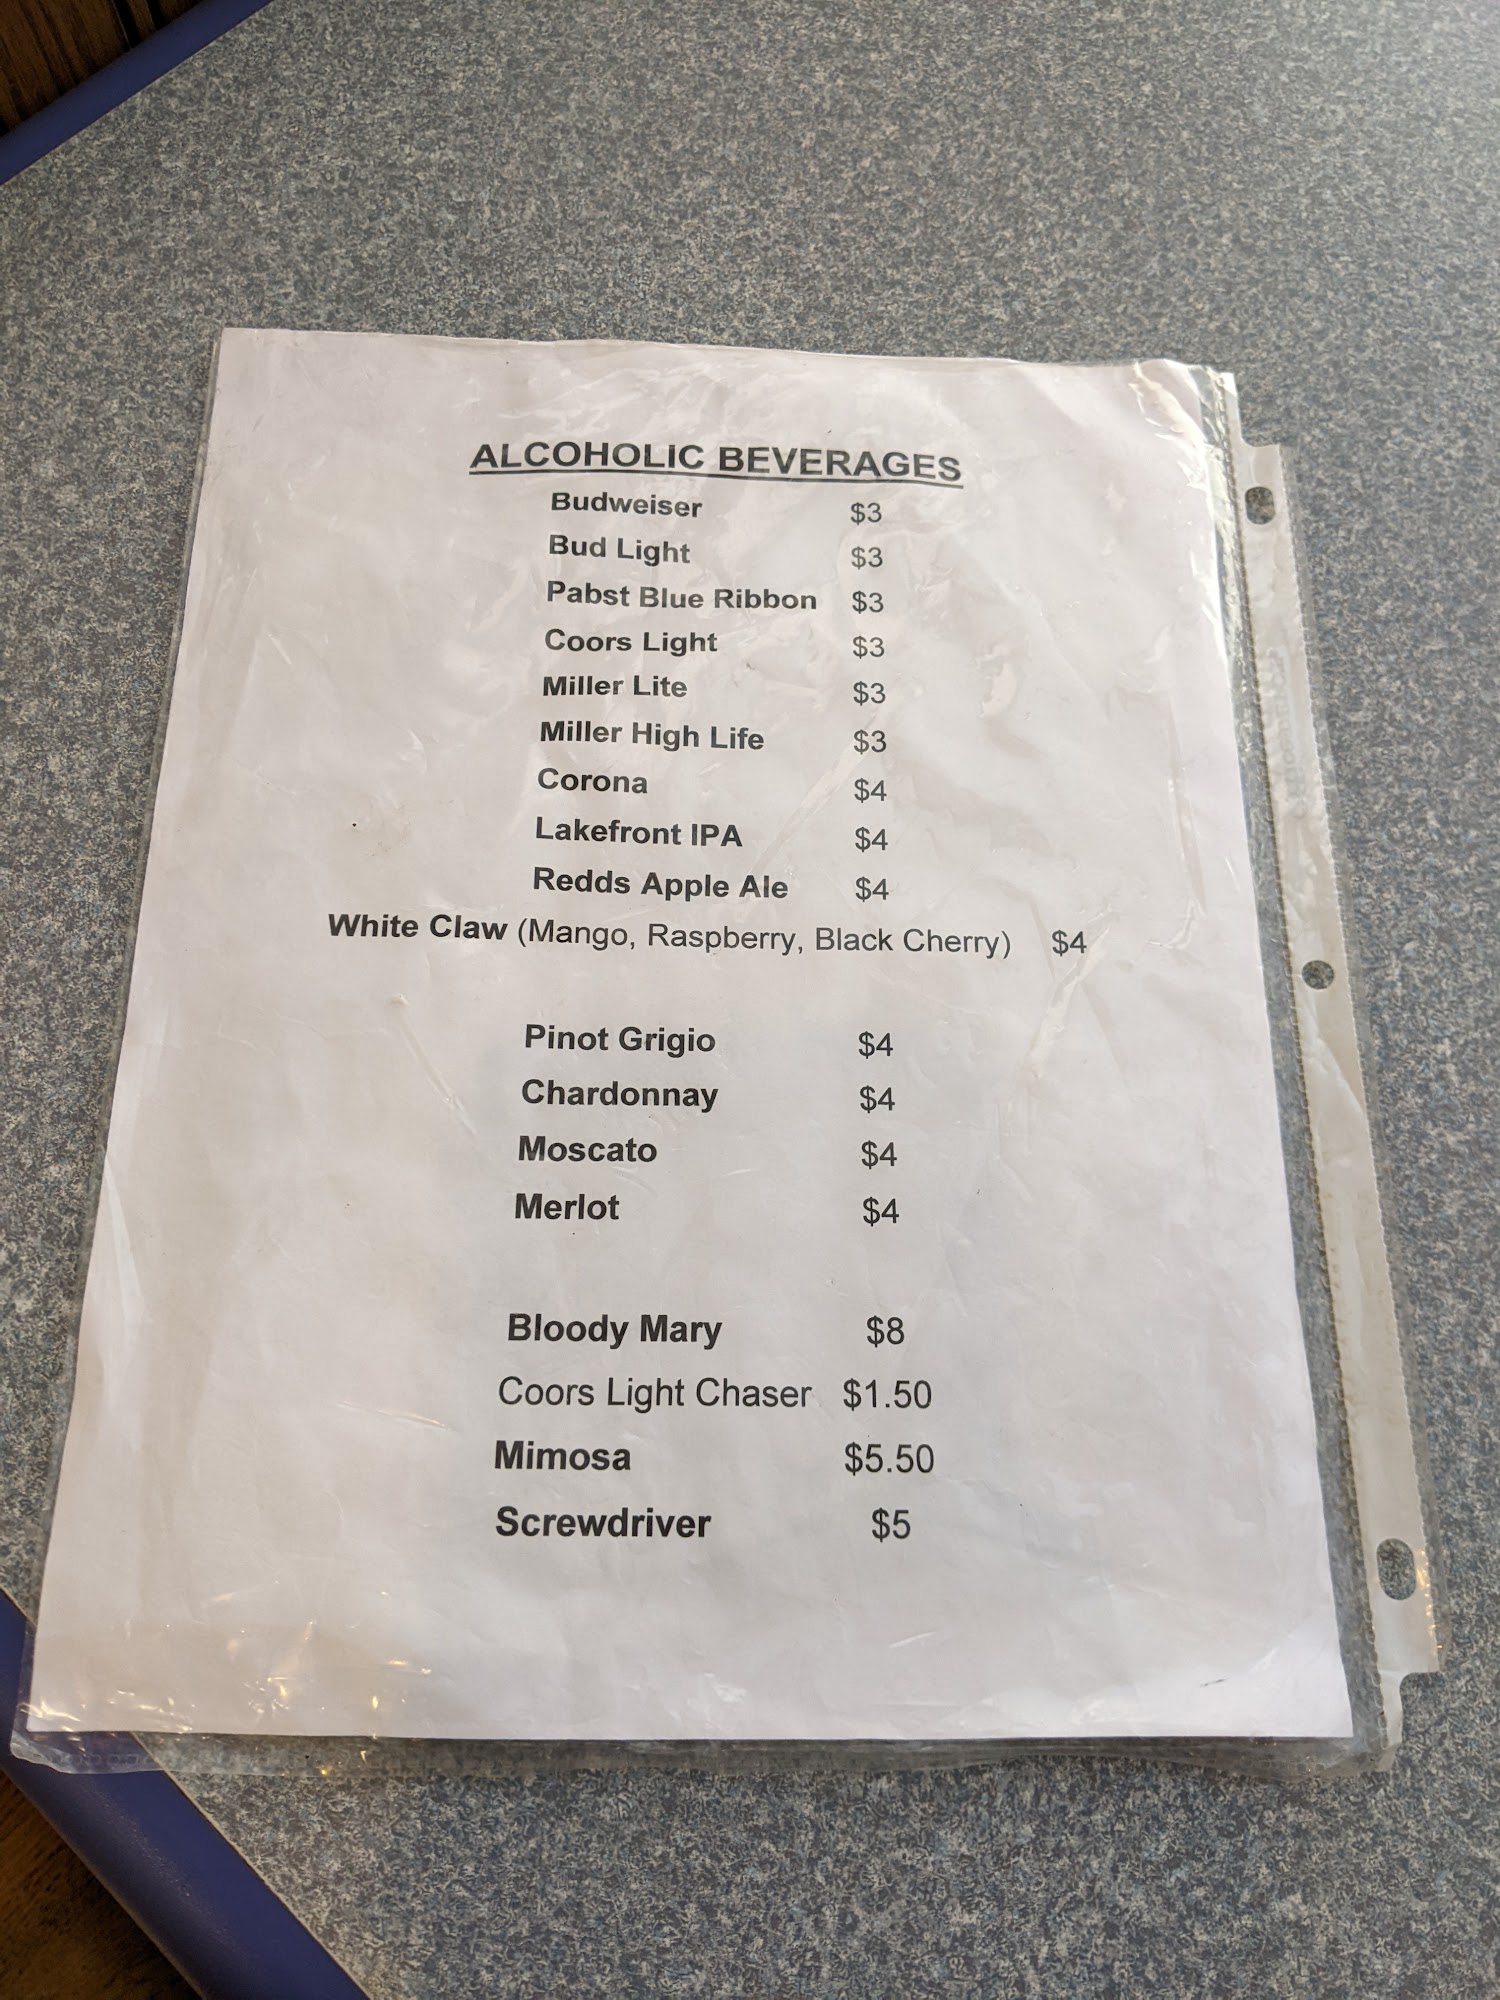 ALCOHOLIC BEVERAGES
Budweiser $3
Bud Light $3
Pabst Blue Ribbon $3
Coors Light $3
Miller Lite $3
Miller High Life $3
Corona $4
Lakefront IPA $4
Redds Apple Ale $4
White Claw (Mango, Raspberry, Black Cherry) $4
Pinot Grigio $4
Chardonnay $4
Moscato $4
Merlot $4
Bloody Mary $8
Coors Light Chaser $1.50
Mimosa $5.50
Screwdriver $5